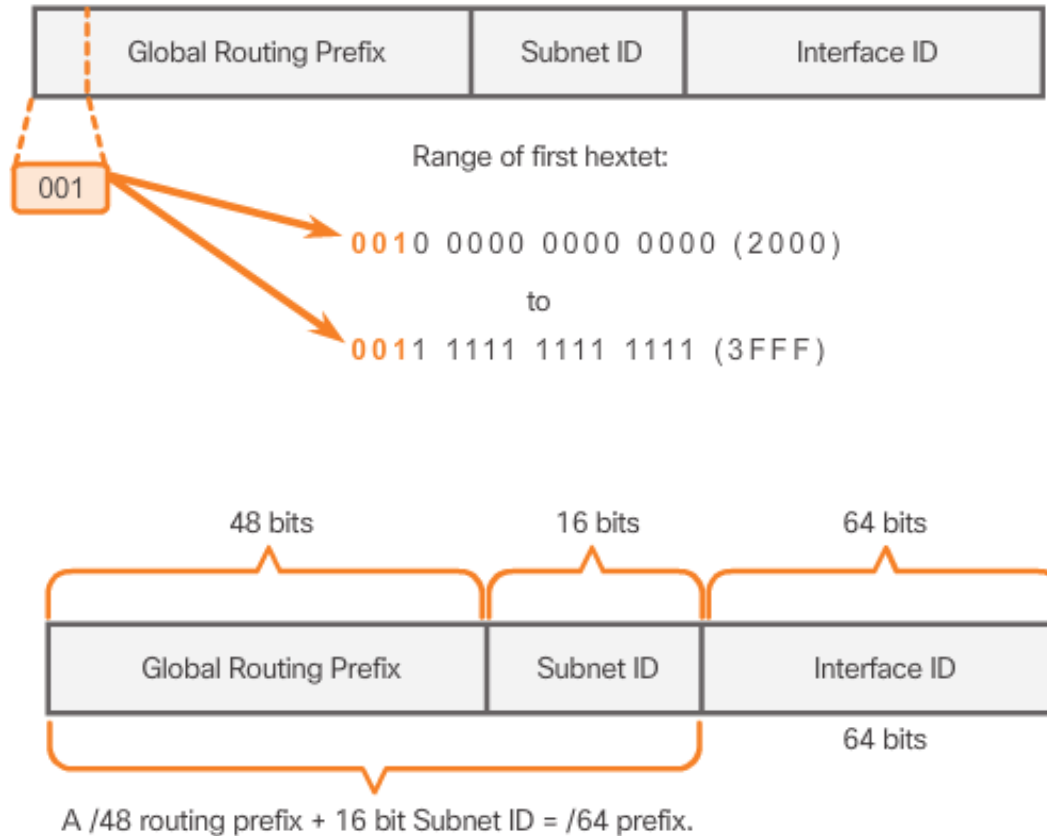 Global Routing Prefix Subnet ID Interface ID
001
Range of first hextet:
0010 0000 0000 0000 (2000)
to
0011 1111 1111 1111 (3FFF)
48 bits 16 bits 64 bits
Global Routing Prefix Subnet ID Interface ID
64 bits
A /48 routing prefix + 16 bit Subnet ID = /64 prefix.